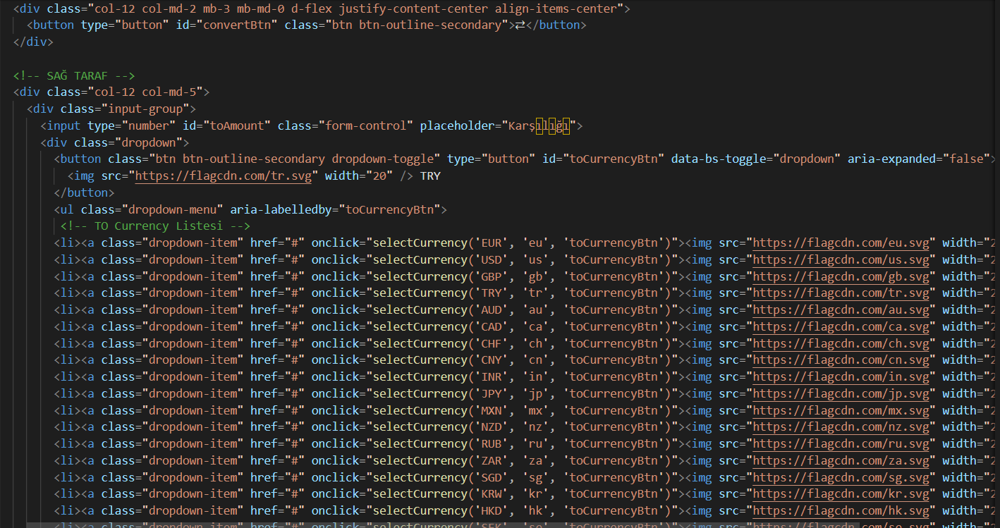 <div class="col-12 col-md-2 mb-3 mb-md-0 d-flex justify-content-center align-items-center">
<button type="button" id="convertBtn" class="btn btn-outline-secondary">⇄</button>
</div>
<!-- SAĞ TARAF -->
<div class="col-12 col-md-5">
<div class="input-group">
<input type="number" id="toAmount" class="form-control" placeholder="Karşılığı">
<div class="dropdown">
<button class="btn btn-outline-secondary dropdown-toggle" type="button" id="toCurrencyBtn" data-bs-toggle="dropdown" aria-expanded="false">
<img src="https://flagcdn.com/tr.svg" width="20" /> TRY
</button>
<ul class="dropdown-menu" aria-labelledby="toCurrencyBtn">
<!-- TO Currency Listesi -->
<li><a class="dropdown-item" href="#" onclick="selectCurrency('EUR', 'eu', 'toCurrencyBtn')"><img src="https://flagcdn.com/eu.svg" width="2
<li><a class="dropdown-item" href="#" onclick="selectCurrency('USD', 'us', 'toCurrencyBtn')"><img src="https://flagcdn.com/us.svg" width="2
<li><a class="dropdown-item" href="#" onclick="selectCurrency('GBP', 'gb', 'toCurrencyBtn')"><img src="https://flagcdn.com/gb.svg" width="2
<li><a class="dropdown-item" href="#" onclick="selectCurrency('TRY', 'tr', 'toCurrencyBtn')"><img src="https://flagcdn.com/tr.svg" width="2
<li><a class="dropdown-item" href="#" onclick="selectCurrency('AUD', 'au', 'toCurrencyBtn')"><img src="https://flagcdn.com/au.svg" width="2
<li><a class="dropdown-item" href="#" onclick="selectCurrency('CAD', 'ca', 'toCurrencyBtn')"><img src="https://flagcdn.com/ca.svg" width="2
<li><a class="dropdown-item" href="#" onclick="selectCurrency('CHF', 'ch', 'toCurrencyBtn')"><img src="https://flagcdn.com/ch.svg" width="2
<li><a class="dropdown-item" href="#" onclick="selectCurrency('CNY', 'cn', 'toCurrencyBtn')"><img src="https://flagcdn.com/cn.svg" width="2
<li><a class="dropdown-item" href="#" onclick="selectCurrency('INR', 'in', 'toCurrencyBtn')"><img src="https://flagcdn.com/in.svg" width="2
<li><a class="dropdown-item" href="#" onclick="selectCurrency('JPY', 'jp', 'toCurrencyBtn')"><img src="https://flagcdn.com/jp.svg" width="2
<li><a class="dropdown-item" href="#" onclick="selectCurrency('MXN', 'mx', 'toCurrencyBtn')"><img src="https://flagcdn.com/mx.svg" width="2
<li><a class="dropdown-item" href="#" onclick="selectCurrency('NZD', 'nz', 'toCurrencyBtn')"><img src="https://flagcdn.com/nz.svg" width="2
<li><a class="dropdown-item" href="#" onclick="selectCurrency('RUB', 'ru', 'toCurrencyBtn')"><img src="https://flagcdn.com/ru.svg" width="2
<li><a class="dropdown-item" href="#" onclick="selectCurrency('ZAR', 'za', 'toCurrencyBtn')"><img src="https://flagcdn.com/za.svg" width="2
<li><a class="dropdown-item" href="#" onclick="selectCurrency('SGD', 'sg', 'toCurrencyBtn')"><img src="https://flagcdn.com/sg.svg" width="2
<li><a class="dropdown-item" href="#" onclick="selectCurrency('KRW', 'kr', 'toCurrencyBtn')"><img src="https://flagcdn.com/kr.svg" width="2
<li><a class="dropdown-item" href="#" onclick="selectCurrency('HKD', 'hk', 'toCurrencyBtn')"><img src="https://flagcdn.com/hk.svg" width="2